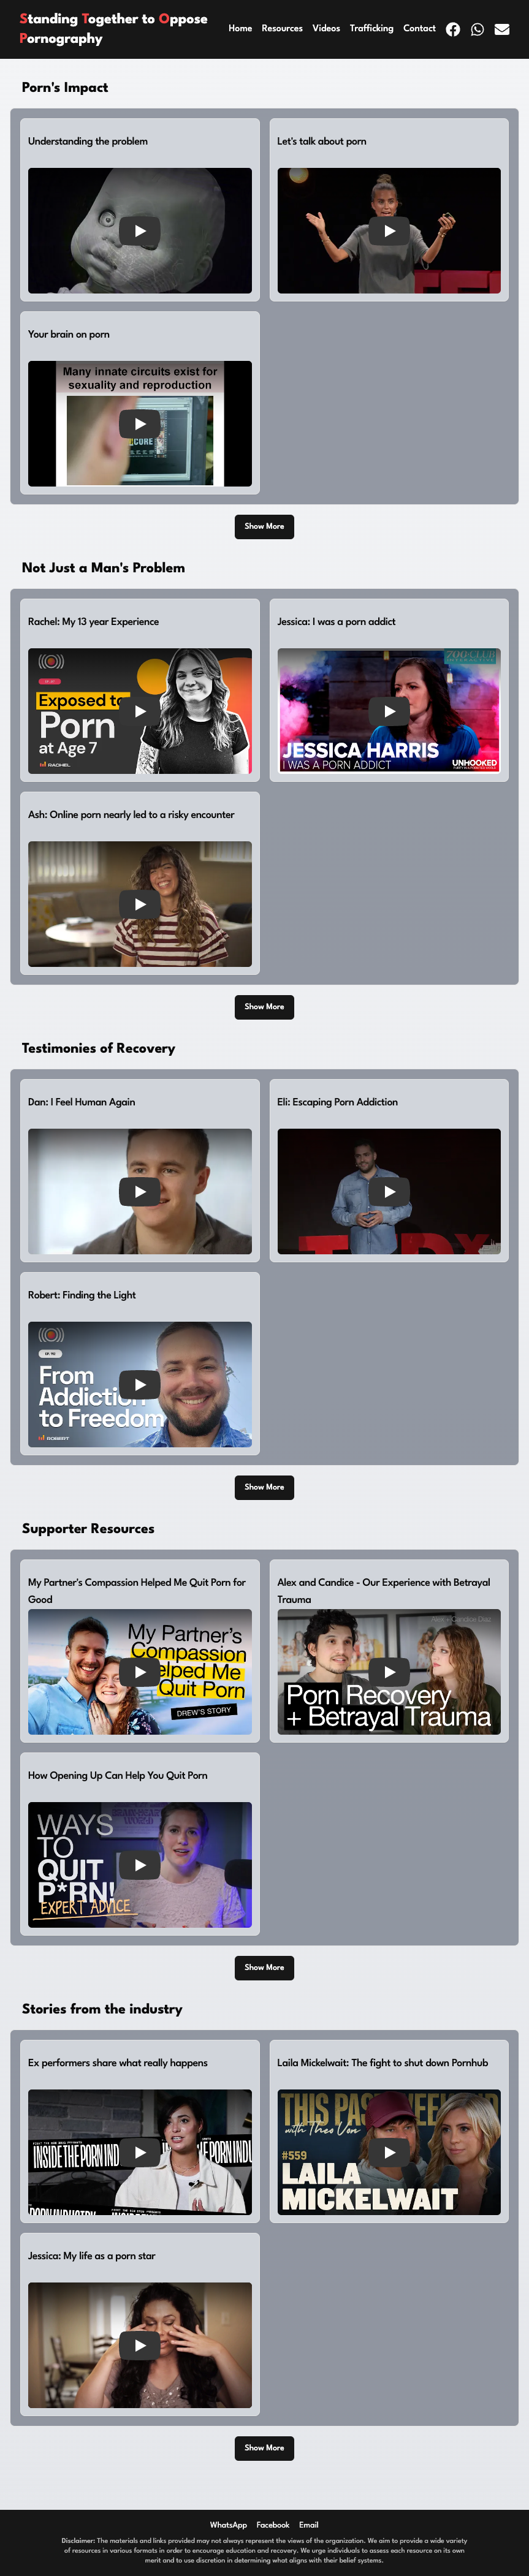 Standing Together to Oppose
Pornography
Home Resources Videos Trafficking Contact
Porn's Impact
Understanding the problem
Let's talk about porn
Your brain on porn
Many innate circuits exist for
sexuality and reproduction
Show More
Not Just a Man's Problem
Rachel: My 13 year Experience
Exposed to
Porn
at Age 7
RACHEL
Jessica: I was a porn addict
700 CLUB
INTERACTIVE
JESSICA HARRIS
I WAS A PORN ADDICT
UNHOOKED
Ash: Online porn nearly led to a risky encounter
Show More
Testimonies of Recovery
Dan: I Feel Human Again
Eli: Escaping Porn Addiction
Robert: Finding the Light
From
Addiction
to Freedom
ROBERT
Show More
Supporter Resources
My Partner's Compassion Helped Me Quit Porn for
Good
My Partner's
Compassion
Helped Me
Quit Porn
DREW'S STORY
Alex and Candice - Our Experience with Betrayal
Trauma
Porn Recovery
+ Betrayal Trauma
How Opening Up Can Help You Quit Porn
WAYS
TO
QUIT
P*RN!
EXPERT ADVICE
Show More
Stories from the industry
Ex performers share what really happens
INSIDE THE PORN IND
Laila Mickelwait: The fight to shut down Pornhub
THIS PAST WEEKEND
with Theo Von
#559
LAILA
MICKELWAIT
Jessica: My life as a porn star
Show More
WhatsApp Facebook Email
Disclaimer: The materials and links provided may not always represent the views of the organization. We aim to provide a wide variety
of resources in various formats in order to encourage education and recovery. We urge individuals to assess each resource on its own
merit and to use discretion in determining what aligns with their belief systems.